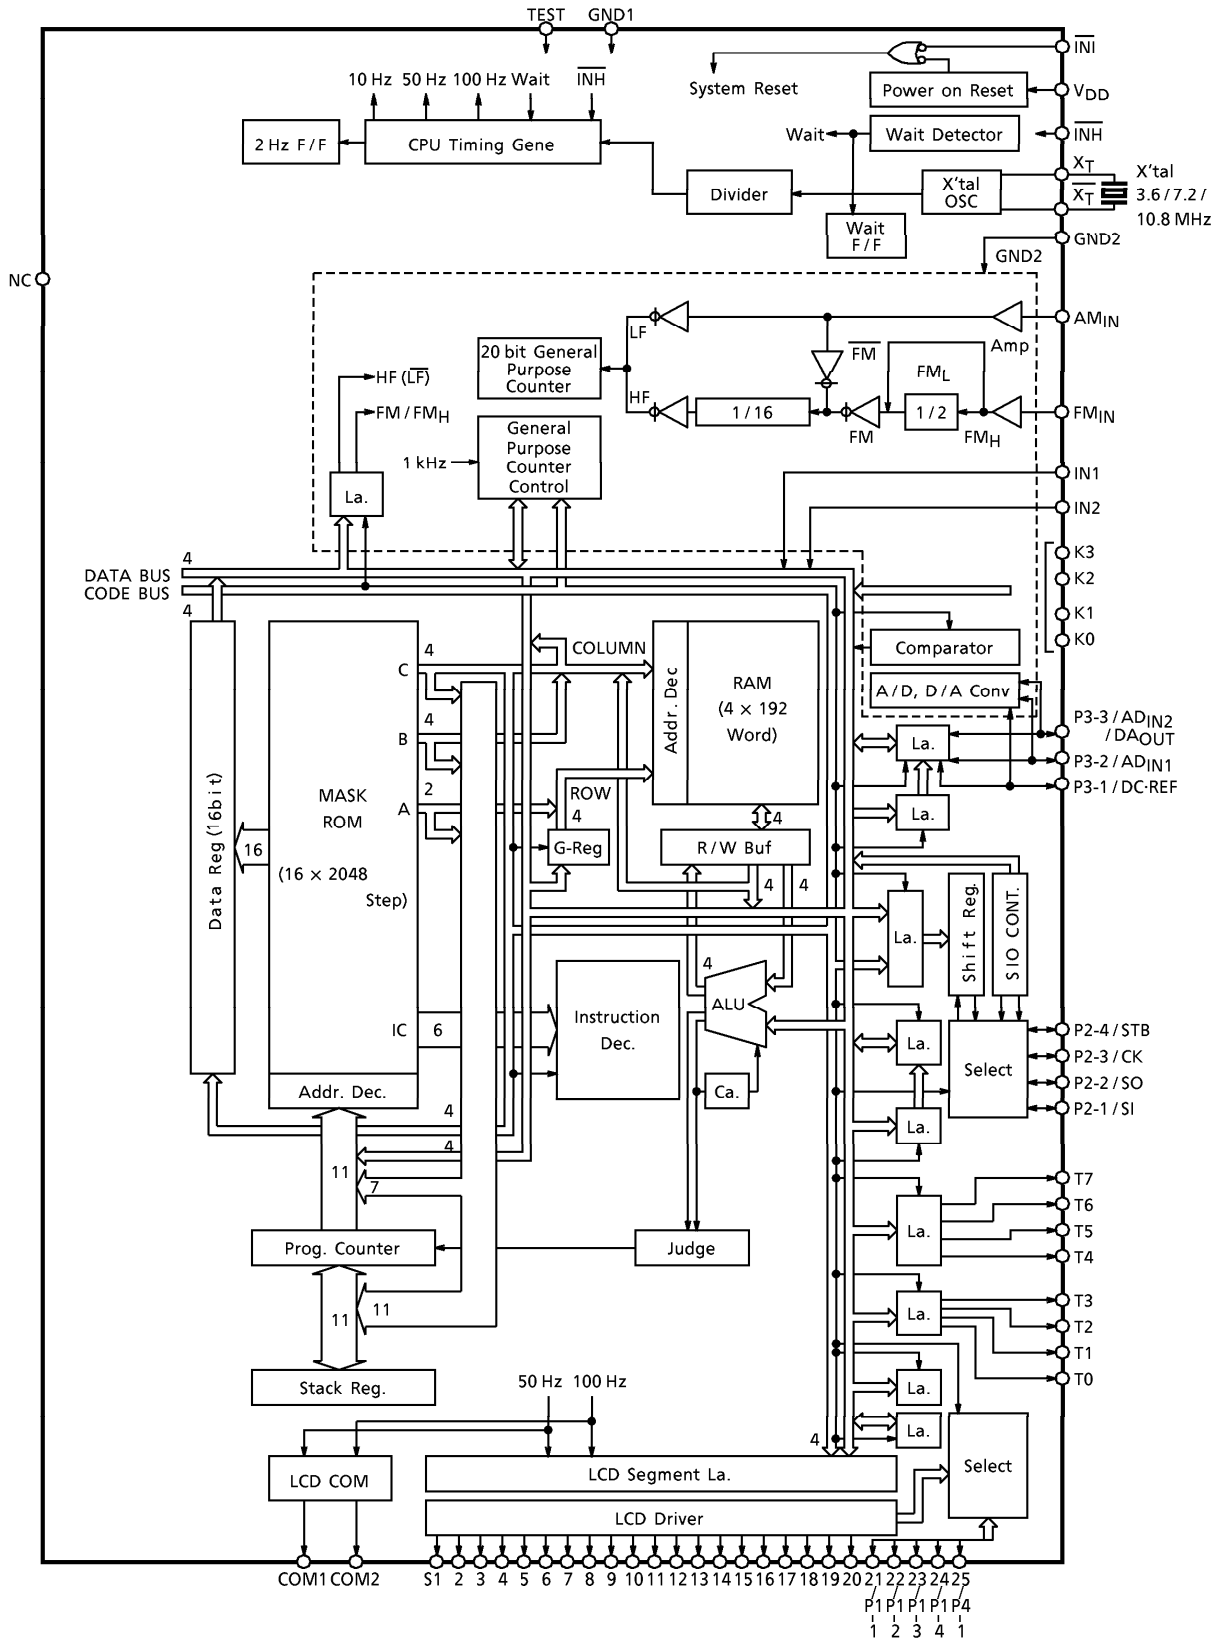 TEST GND1
INI
10 Hz 50 Hz 100 Hz Wait INH
System Reset
Power on Reset
VDD
2 Hz F/F
CPU Timing Gene
Wait
Wait Detector
INH
XT
X'tal
Divider
X'tal
OSC
XT
3.6/7.2/
10.8 MHz
Wait
F/F
GND2
GND2
NC
AMIN
LF
Amp
20 bit General
Purpose
Counter
FM
FML
HF (LF)
HF
FM/FMH
1/16
1/2
FMIN
FM
FMH
General
Purpose
Counter
Control
1 kHz
IN1
La.
IN2
4
K3
DATA BUS
K2
CODE BUS
4
K1
K0
4
COLUMN
Comparator
C
RAM
(4 × 192
Word)
Addr. Dec
A/D, D/A Conv
4
P3-3/ADIN2
/DAOUT
B
La.
P3-2/ADIN1
2
P3-1/DC·REF
MASK
ROM
ROW
A
4
4
La.
Data Reg (16bit)
16
G-Reg
R/W Buf
(16 × 2048
Step)
4
4
Shift Reg.
SIO CONT.
La.
4
ALU
IC
6
Instruction
Dec.
P2-4/STB
La.
P2-3/CK
Select
P2-2/SO
Addr. Dec.
Ca.
P2-1/SI
4
La.
4
11
7
T7
T6
La.
T5
Prog. Counter
Judge
T4
T3
11
11
La.
T2
T1
Stack Reg.
50 Hz 100 Hz
La.
T0
La.
4
LCD COM
LCD Segment La.
Select
LCD Driver
COM1 COM2
S1 2 3 4 5 6 7 8 9 10 11 12 13 14 15 16 17 18 19 20 21 22 23 24 25
/P1-1 /P1-2 /P1-3 /P1-4 /P4-1